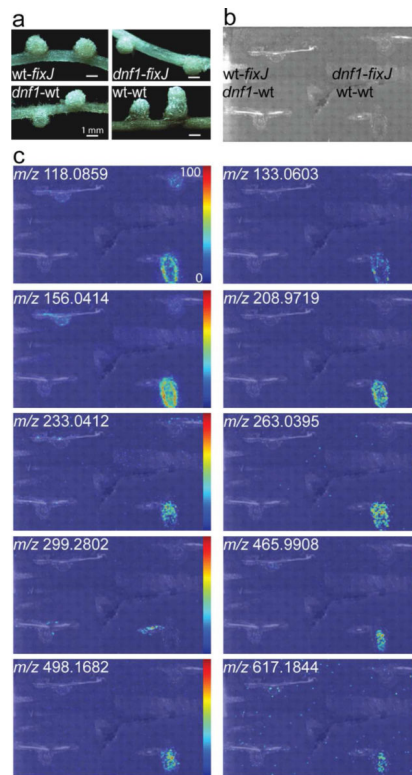 a
b
wt-fixJ
dnf1-fixJ
dnf1-wt
wt-wt
1 mm
wt-fixJ
dnf1-fixJ
dnf1-wt
wt-wt
c
m/z 118.0859
100
0
m/z 133.0603
m/z 156.0414
m/z 208.9719
m/z 233.0412
m/z 263.0395
m/z 299.2802
m/z 465.9908
m/z 498.1682
m/z 617.1844